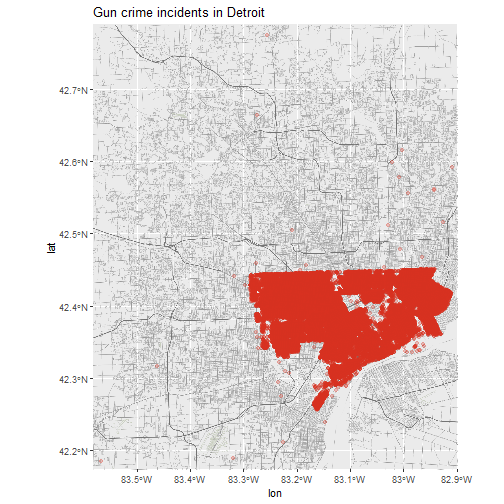 Gun crime incidents in Detroit
42.7°N
42.6°N
42.5°N
lat
42.4°N
42.3°N
42.2°N
83.5°W 83.4°W 83.3°W 83.2°W 83.1°W 83°W 82.9°W
lon